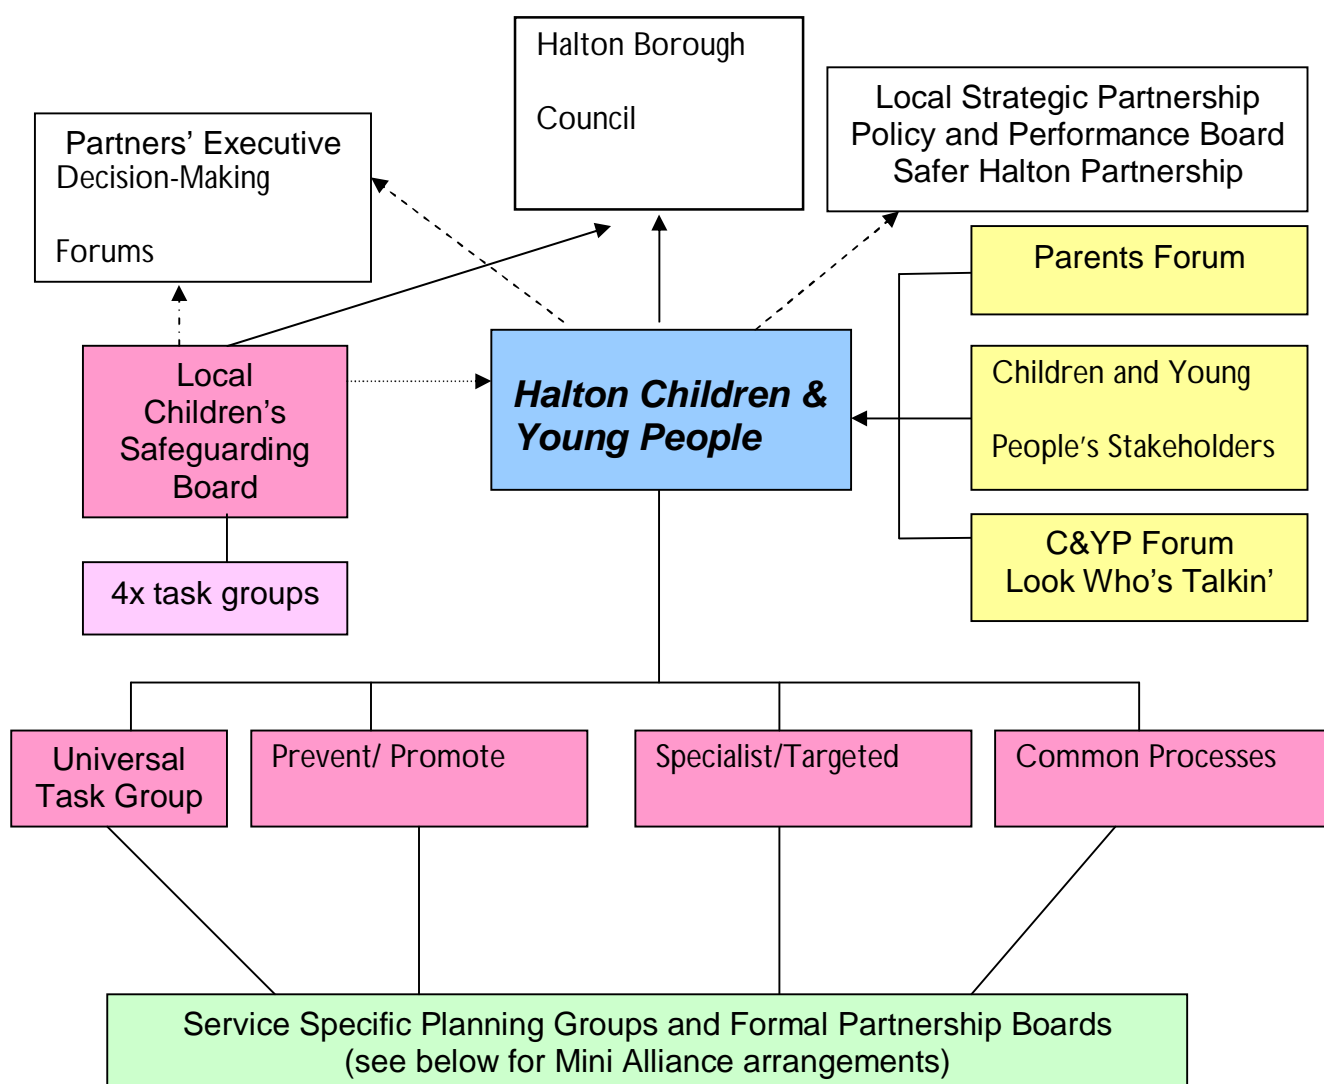 Halton Borough
Council
Local Strategic Partnership
Policy and Performance Board
Safer Halton Partnership
Partners' Executive
Decision-Making
Forums
Parents Forum
Local
Children's
Safeguarding
Board
Halton Children &
Young People
Children and Young
People's Stakeholders
C&YP Forum
Look Who's Talkin'
4x task groups
Universal
Task Group
Prevent/ Promote
Specialist/Targeted
Common Processes
Service Specific Planning Groups and Formal Partnership Boards
(see below for Mini Alliance arrangements)